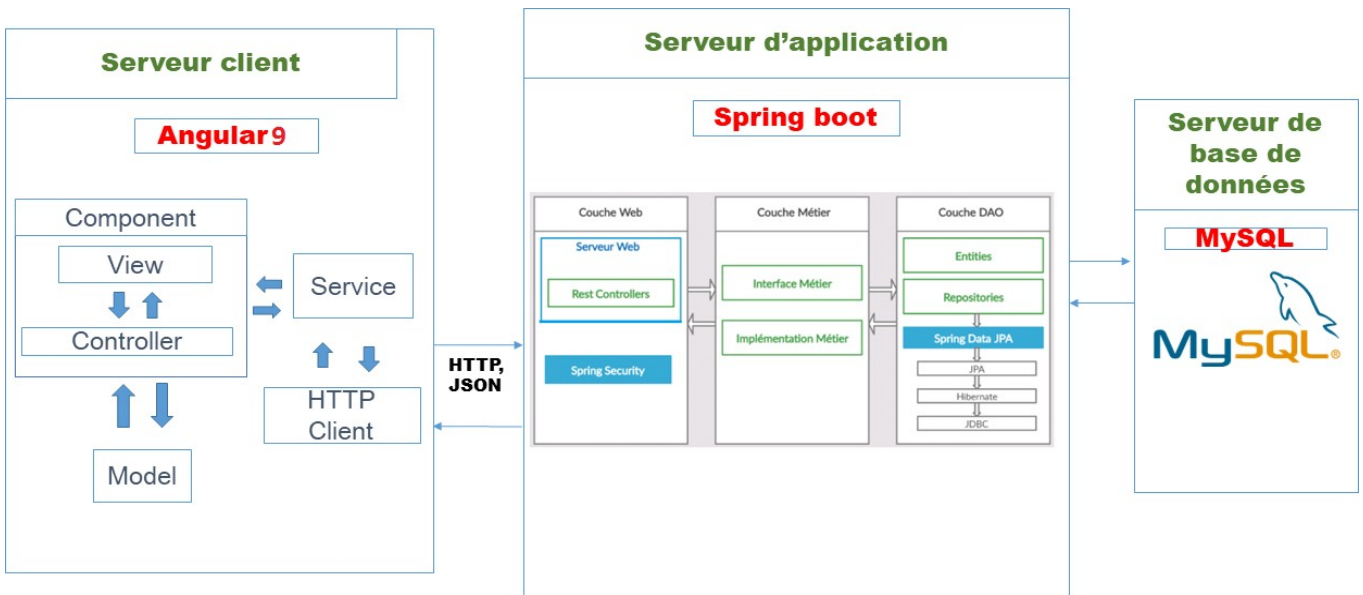 Serveur client
Angular 9
Component
View
Controller
Service
HTTP
Client
Model
HTTP,
JSON
Serveur d'application
Spring boot
Couche Web
Serveur Web
Rest Controllers
Spring Security
Couche Métier
Interface Métier
Implémentation Métier
Couche DAO
Entities
Repositories
Spring Data JPA
JPA
Hibernate
JDBC
Serveur de
base de
données
MySQL
MySQL®